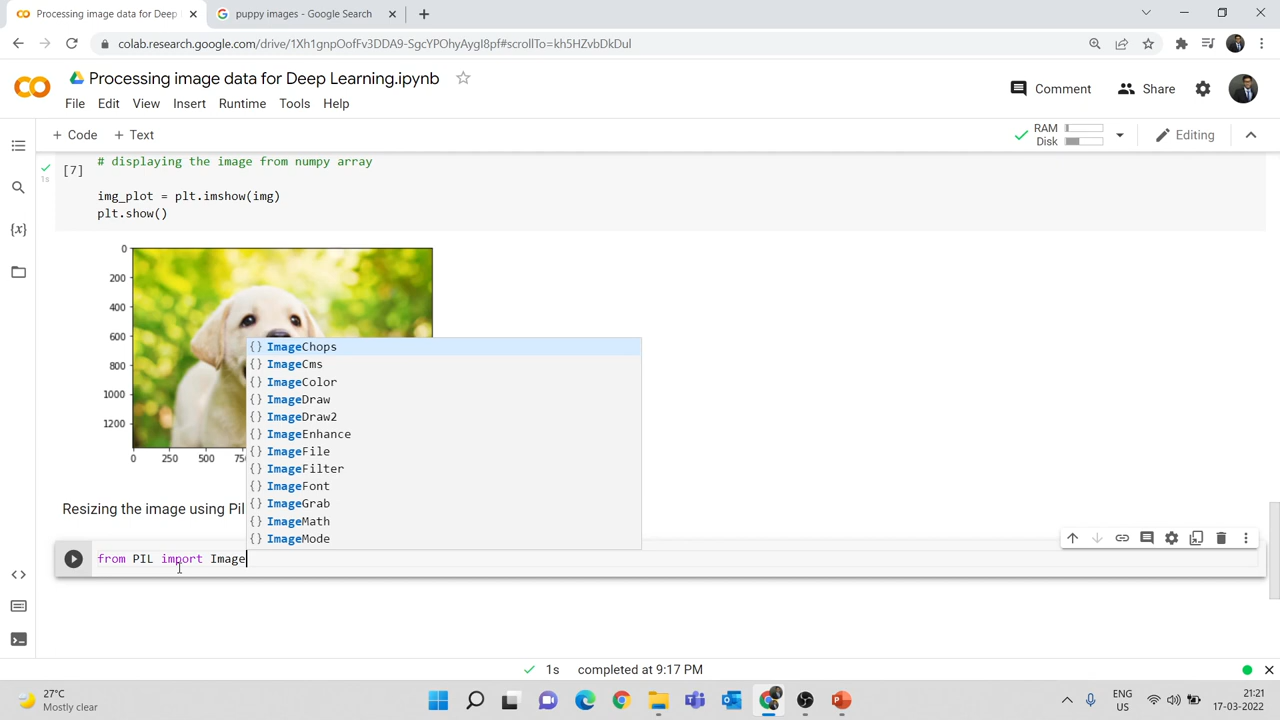 Processing image data for Deep L
puppy images - Google Search
colab.research.google.com/drive/1Xh1gnpOofFv3DDA9-SgcYPOhyAygI8pf#scrollTo=kh5HZvbDkDul
Processing image data for Deep Learning.ipynb
File Edit View Insert Runtime Tools Help
Comment Share
+ Code + Text
RAM
Disk
Editing
[7]
1s
# displaying the image from numpy array
img_plot = plt.imshow(img)
plt.show()
0
200
400
600
800
1000
1200
0 250 500 75
ImageChops
ImageCms
ImageColor
ImageDraw
ImageDraw2
ImageEnhance
ImageFile
ImageFilter
ImageFont
ImageGrab
ImageMath
ImageMode
Resizing the image using Pil
from PIL import Image
1s completed at 9:17 PM
27°C
Mostly clear
ENG
US
21:21
17-03-2022